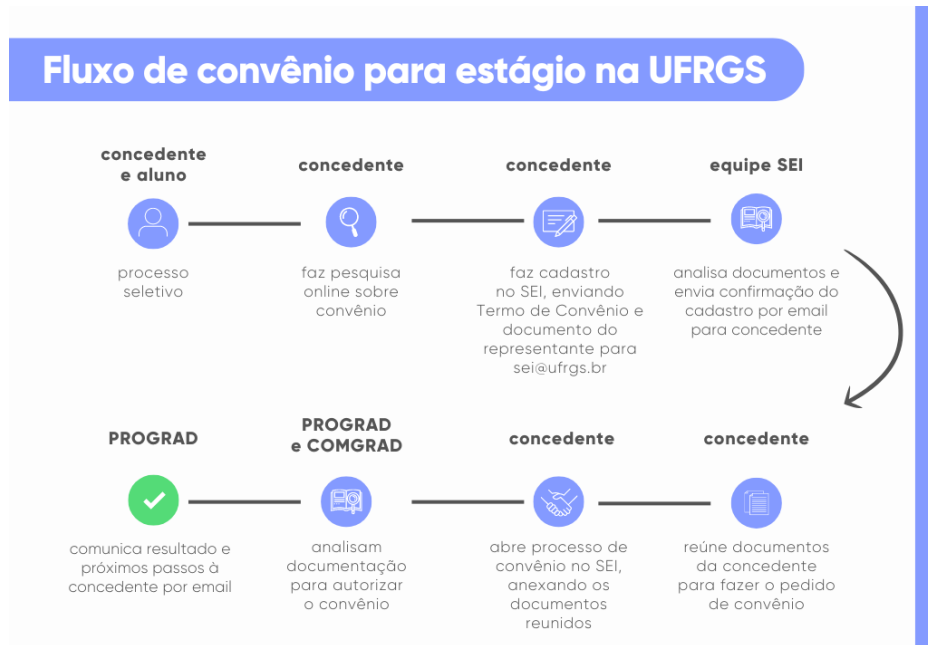 Fluxo de convênio para estágio na UFRGS
concedente
e aluno
processo
seletivo
concedente
faz pesquisa
online sobre
convênio
concedente
faz cadastro
no SEI, enviando
Termo de Convênio e
documento do
representante para
sei@ufrgs.br
equipe SEI
analisa documentos e
envia confirmação do
cadastro por email
para concedente
concedente
reúne documentos
da concedente
para fazer o pedido
de convênio
concedente
abre processo de
convênio no SEI,
anexando os
documentos
reunidos
PROGRAD
e COMGRAD
analisam
documentação
para autorizar
o convênio
PROGRAD
comunica resultado e
próximos passos à
concedente por email